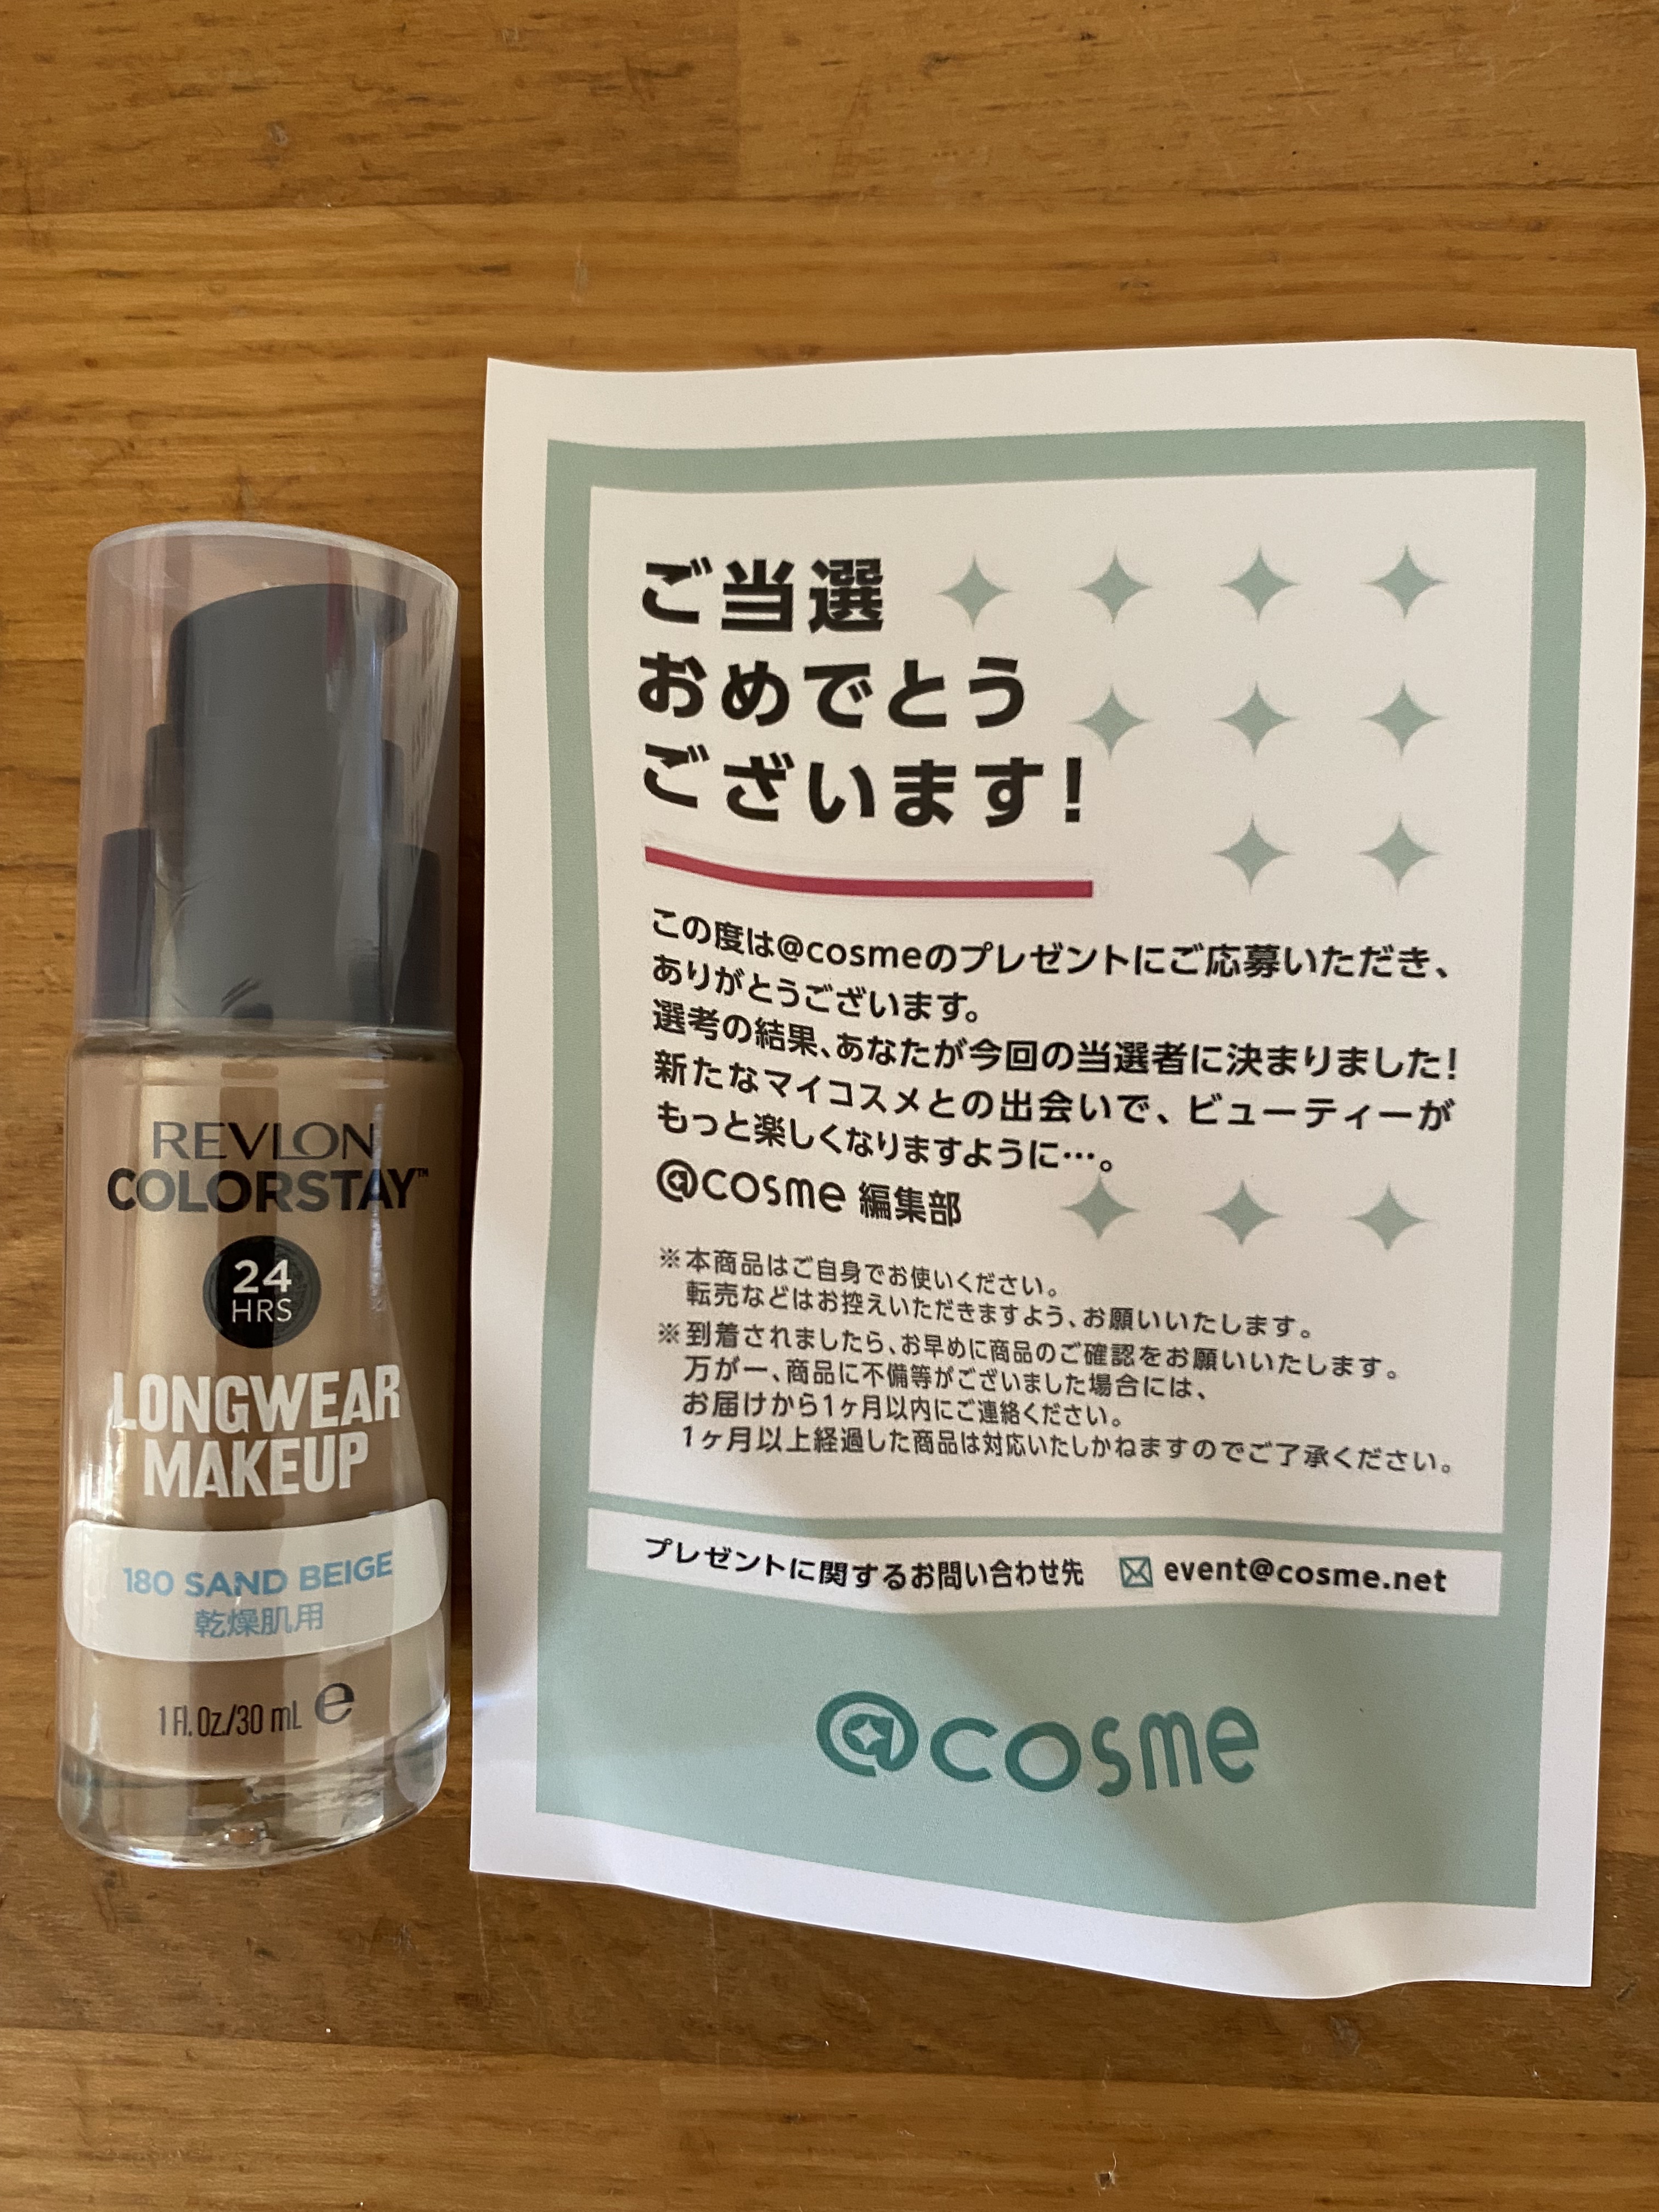 REVLON
COLORSTAY™
24
HRS
LONGWEAR
MAKEUP
180 SAND BEIGE
乾燥肌用
1 Fl. Oz./30 mL ℮
ご当選
おめでとう
ございます!
この度は@cosmeのプレゼントにご応募いただき、
ありがとうございます。
選考の結果、あなたが今回の当選者に決まりました!
新たなマイコスメとの出会いで、ビューティーが
もっと楽しくなりますように…。
@cosme 編集部
※本商品はご自身でお使いください。
転売などはお控えいただきますよう、お願いいたします。
※到着されましたら、お早めに商品のご確認をお願いいたします。
万が一、商品に不備等がございました場合には、
お届けから1ヶ月以内にご連絡ください。
1ヶ月以上経過した商品は対応いたしかねますのでご了承ください。
プレゼントに関するお問い合わせ先 event@cosme.net
@cosme